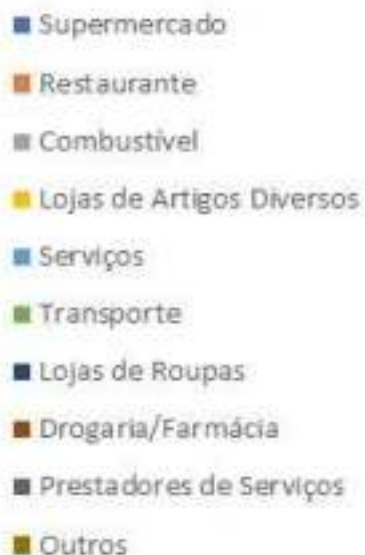 Supermercado
Restaurante
Combustível
Lojas de Artigos Diversos
Serviços
Transporte
Lojas de Roupas
Drogaria/Farmácia
Prestadores de Serviços
Outros